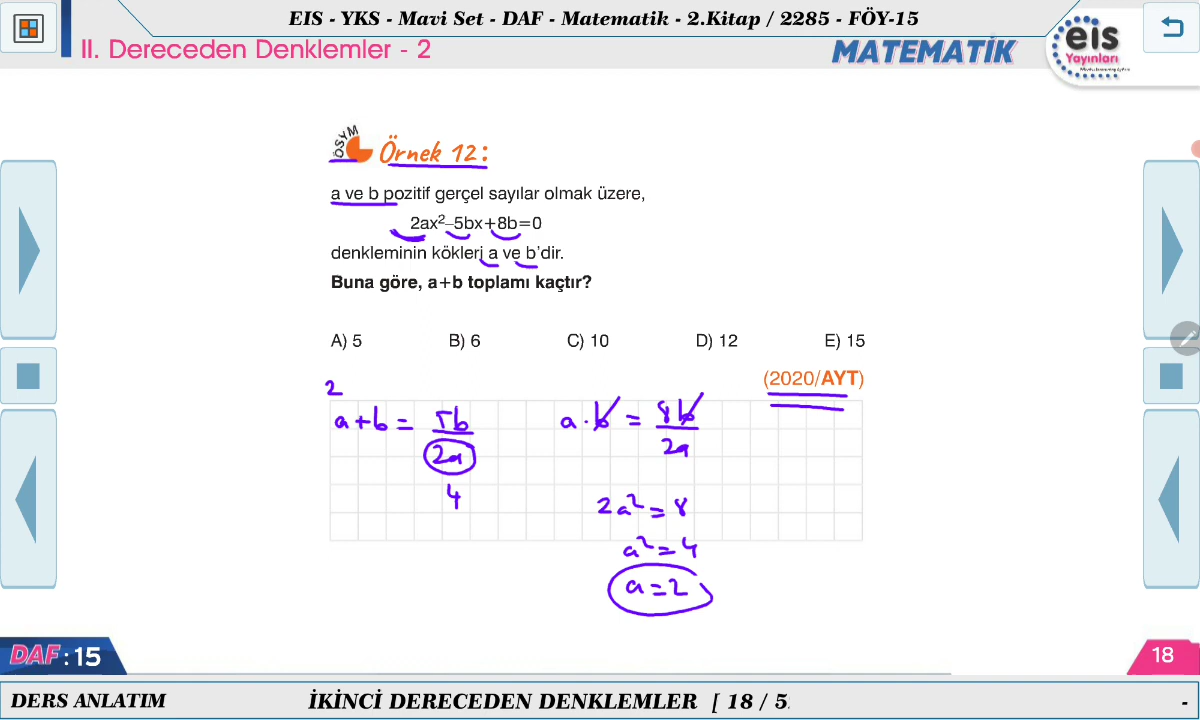 EIS - YKS - Mavi Set - DAF - Matematik - 2.Kitap / 2285 - FÖY-15
II. Dereceden Denklemler - 2
MATEMATİK
eis
Yayınları
ÖSYM
Örnek 12:
a ve b pozitif gerçel sayılar olmak üzere,
2ax²–5bx+8b=0
denkleminin kökleri a ve b'dir.
Buna göre, a+b toplamı kaçtır?
A) 5 B) 6 C) 10 D) 12 E) 15
(2020/AYT)
2
a+b = 5b/2a
4
a·b = 8b/2a
2a² = 8
a² = 4
a=2
DAF : 15
18
DERS ANLATIM İKİNCİ DERECEDEN DENKLEMLER [ 18 / 5 -